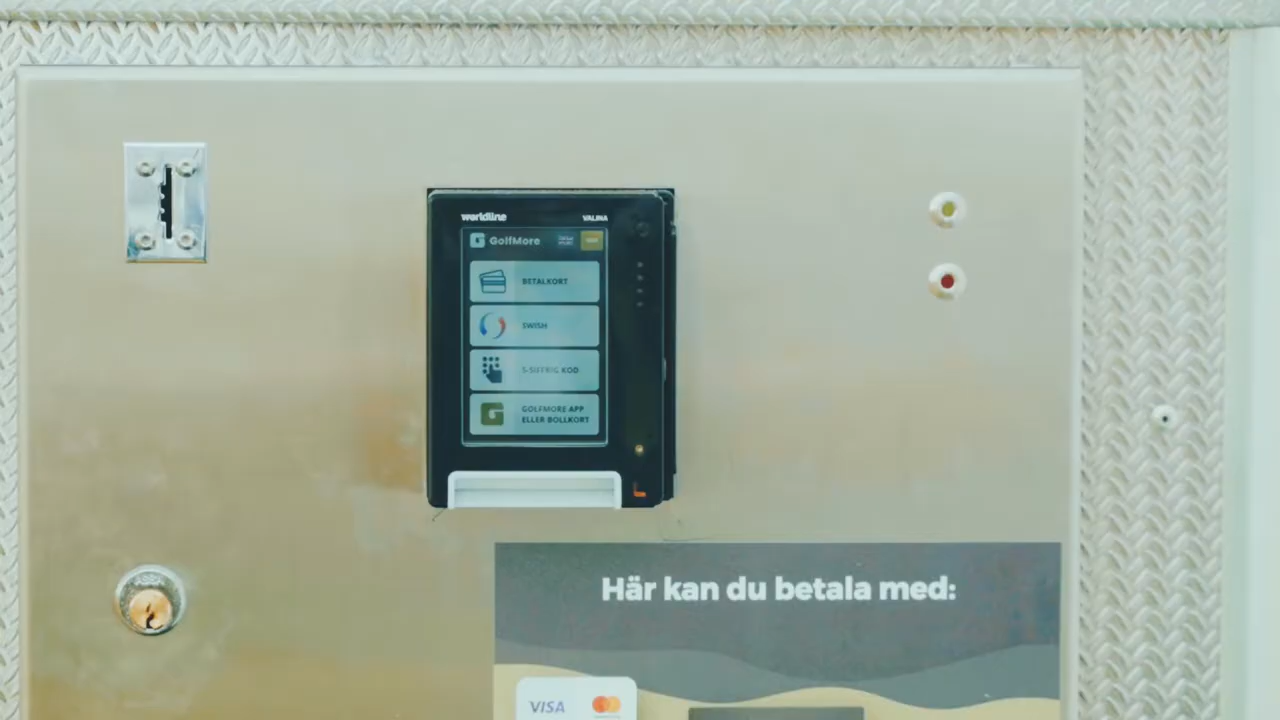 worldline VALINA
GolfMore
BETALKORT
SWISH
5-SIFFRIG KOD
GOLFMORE APP
ELLER BOLLKORT
Här kan du betala med:
VISA